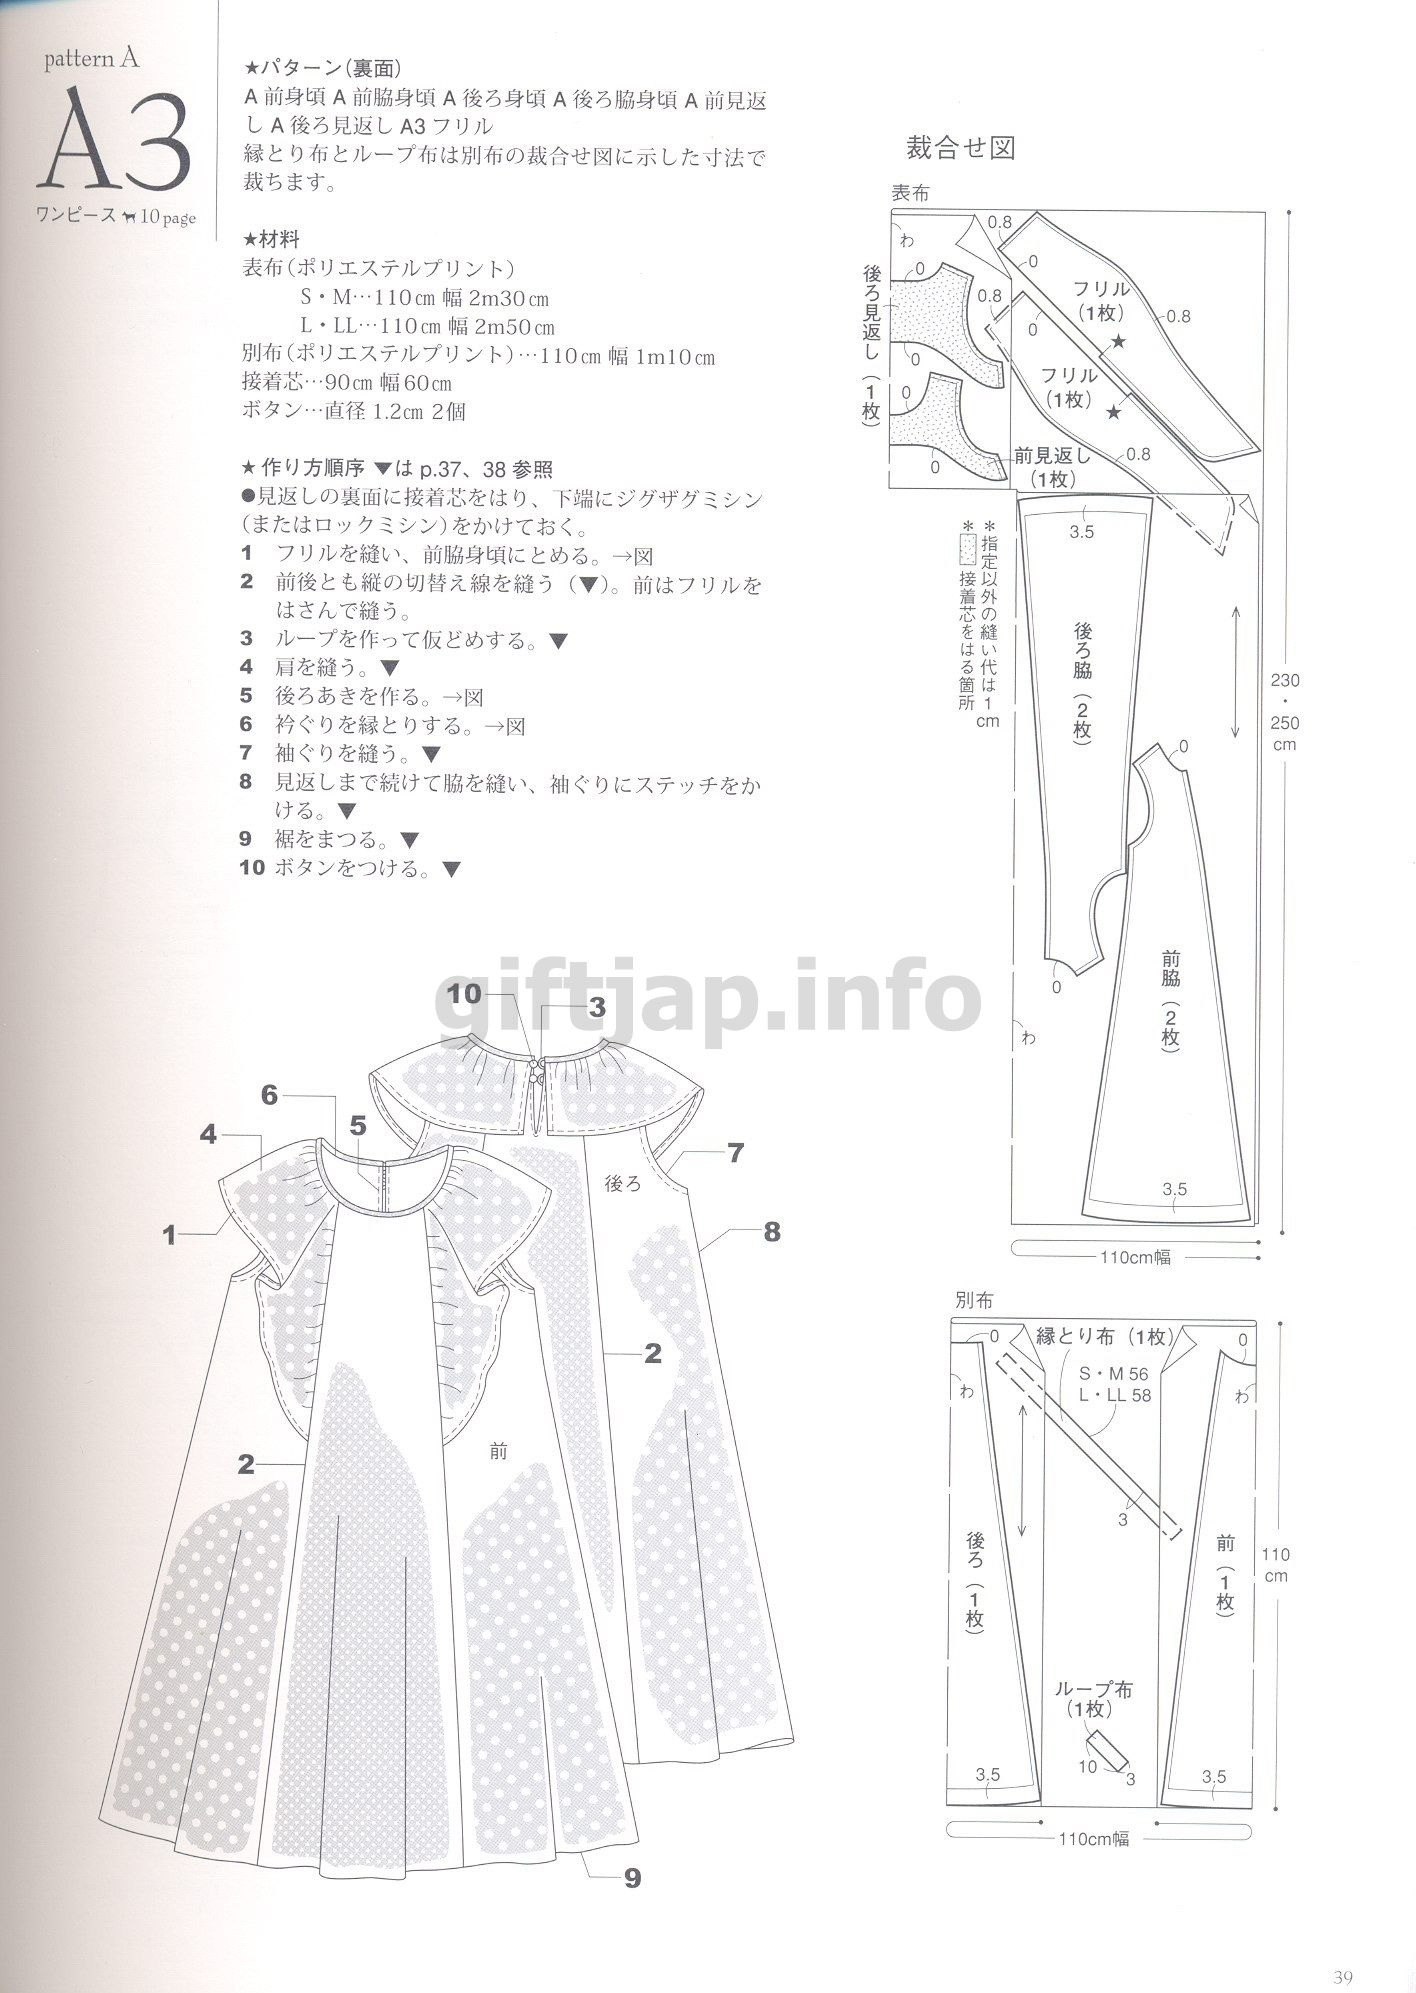 pattern A
A3
ワンピース 10 page
★パターン(裏面)
A 前身頃 A 前脇身頃 A 後ろ身頃 A 後ろ脇身頃 A 前見返
し A 後ろ見返し A3 フリル
縁とり布とループ布は別布の裁合せ図に示した寸法で
裁ちます。
★材料
表布(ポリエステルプリント)
S・M…110㎝ 幅 2m30㎝
L・LL…110㎝ 幅 2m50㎝
別布(ポリエステルプリント)…110㎝ 幅 1m10㎝
接着芯…90㎝ 幅 60㎝
ボタン…直径 1.2㎝ 2個
★ 作り方順序 ▼は p.37、38 参照
●見返しの裏面に接着芯をはり、下端にジグザグミシン
(またはロックミシン)をかけておく。
1 フリルを縫い、前脇身頃にとめる。→図
2 前後とも縦の切替え線を縫う(▼)。前はフリルを
はさんで縫う。
3 ループを作って仮どめする。▼
4 肩を縫う。▼
5 後ろあきを作る。→図
6 衿ぐりを縁とりする。→図
7 袖ぐりを縫う。▼
8 見返しまで続けて脇を縫い、袖ぐりにステッチをか
ける。▼
9 裾をまつる。▼
10 ボタンをつける。▼
裁合せ図
表布
わ
0.8
0
0
後ろ見返し(1枚)
0.8
フリル
(1枚)
0.8
0
★
0
フリル
(1枚)
★
0
0
前見返し
(1枚)
0.8
3.5
*指定以外の縫い代は1cm
* 接着芯をはる箇所
後ろ脇(2枚)
230
・
250
cm
0
前脇(2枚)
0
わ
3.5
110cm幅
giftjap.info
10
3
6
5
4
7
後ろ
1
8
2
前
2
9
別布
0
縁とり布(1枚)
0
S・M 56
L・LL 58
わ
わ
3
後ろ(1枚)
前(1枚)
110
cm
ループ布
(1枚)
10
3
3.5
3.5
110cm幅
39